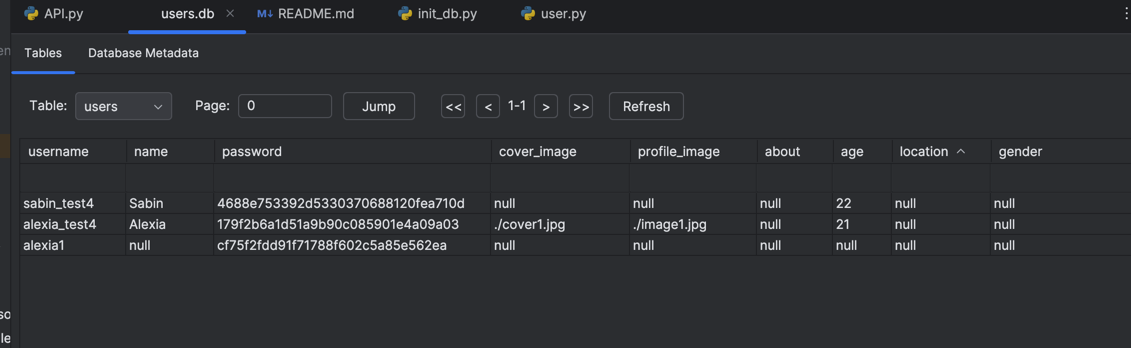 API.py users.db README.md init_db.py user.py
en
Tables Database Metadata
Table: users Page: 0 Jump << < 1-1 > >> Refresh
username name password cover_image profile_image about age location gender
sabin_test4 Sabin 4688e753392d5330370688120fea710d null null null 22 null null
alexia_test4 Alexia 179f2b6a1d51a9b90c085901e4a09a03 ./cover1.jpg ./image1.jpg null 21 null null
alexia1 null cf75f2fdd91f71788f602c5a85e562ea null null null null null null
so
le